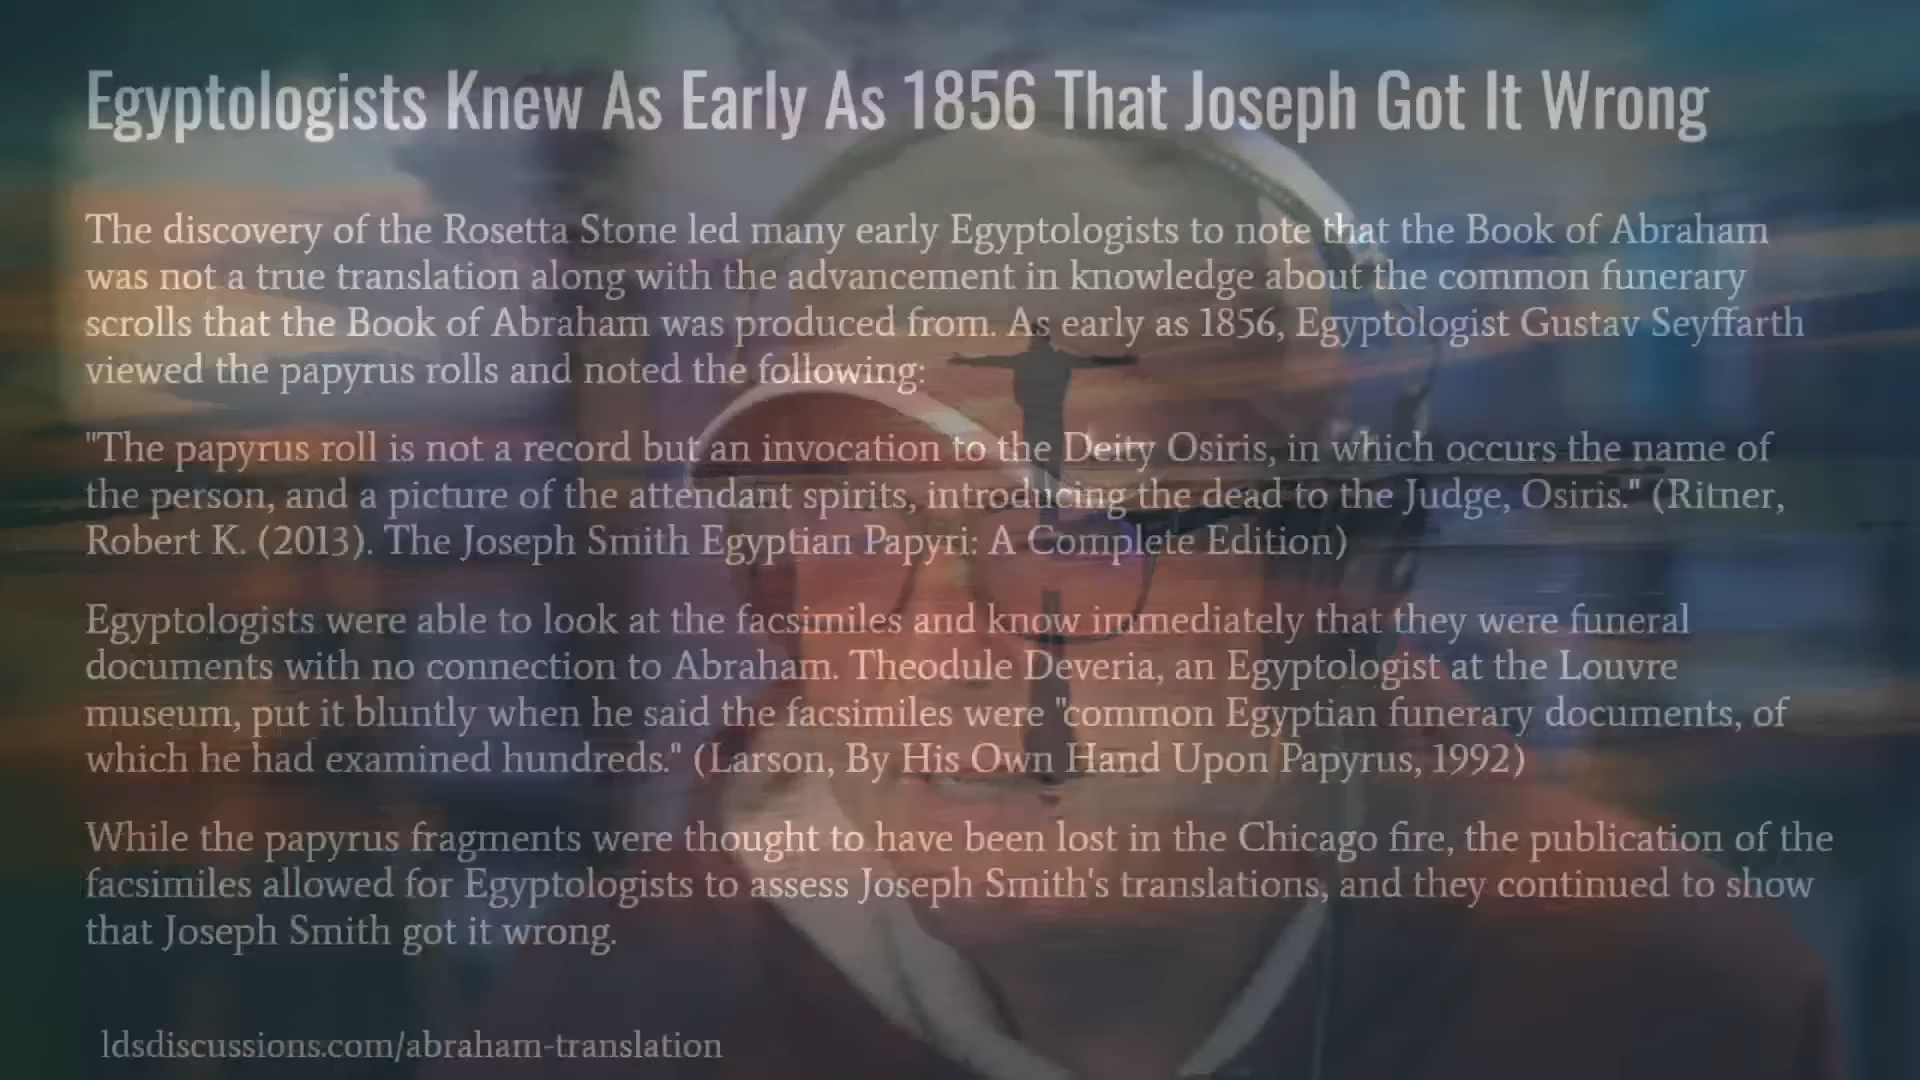 Egyptologists Knew As Early As 1856 That Joseph Got It Wrong
The discovery of the Rosetta Stone led many early Egyptologists to note that the Book of Abraham
was not a true translation along with the advancement in knowledge about the common funerary
scrolls that the Book of Abraham was produced from. As early as 1856, Egyptologist Gustav Seyffarth
viewed the papyrus rolls and noted the following:
"The papyrus roll is not a record but an invocation to the Deity Osiris, in which occurs the name of
the person, and a picture of the attendant spirits, introducing the dead to the Judge, Osiris." (Ritner,
Robert K. (2013). The Joseph Smith Egyptian Papyri: A Complete Edition)
Egyptologists were able to look at the facsimiles and know immediately that they were funeral
documents with no connection to Abraham. Theodule Deveria, an Egyptologist at the Louvre
museum, put it bluntly when he said the facsimiles were "common Egyptian funerary documents, of
which he had examined hundreds." (Larson, By His Own Hand Upon Papyrus, 1992)
While the papyrus fragments were thought to have been lost in the Chicago fire, the publication of the
facsimiles allowed for Egyptologists to assess Joseph Smith's translations, and they continued to show
that Joseph Smith got it wrong.
ldsdiscussions.com/abraham-translation